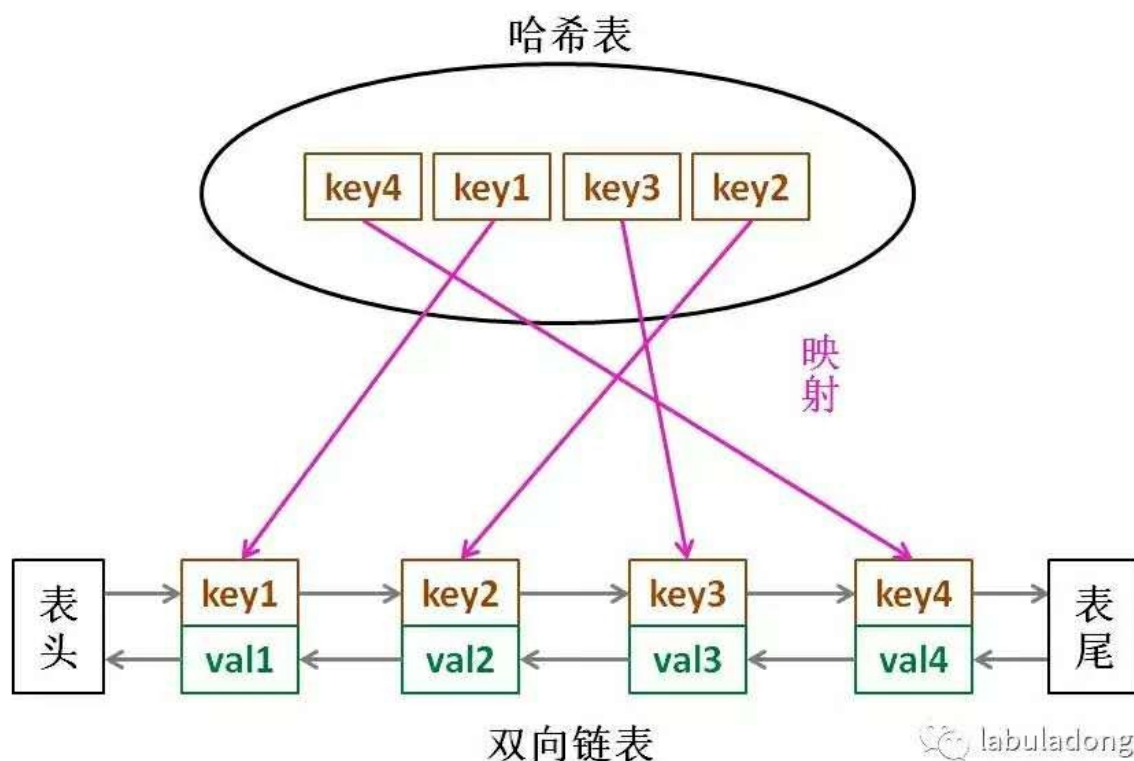 哈希表
key4 key1 key3 key2
映射
表头 key1 key2 key3 key4 表尾
val1 val2 val3 val4
双向链表
labuladong